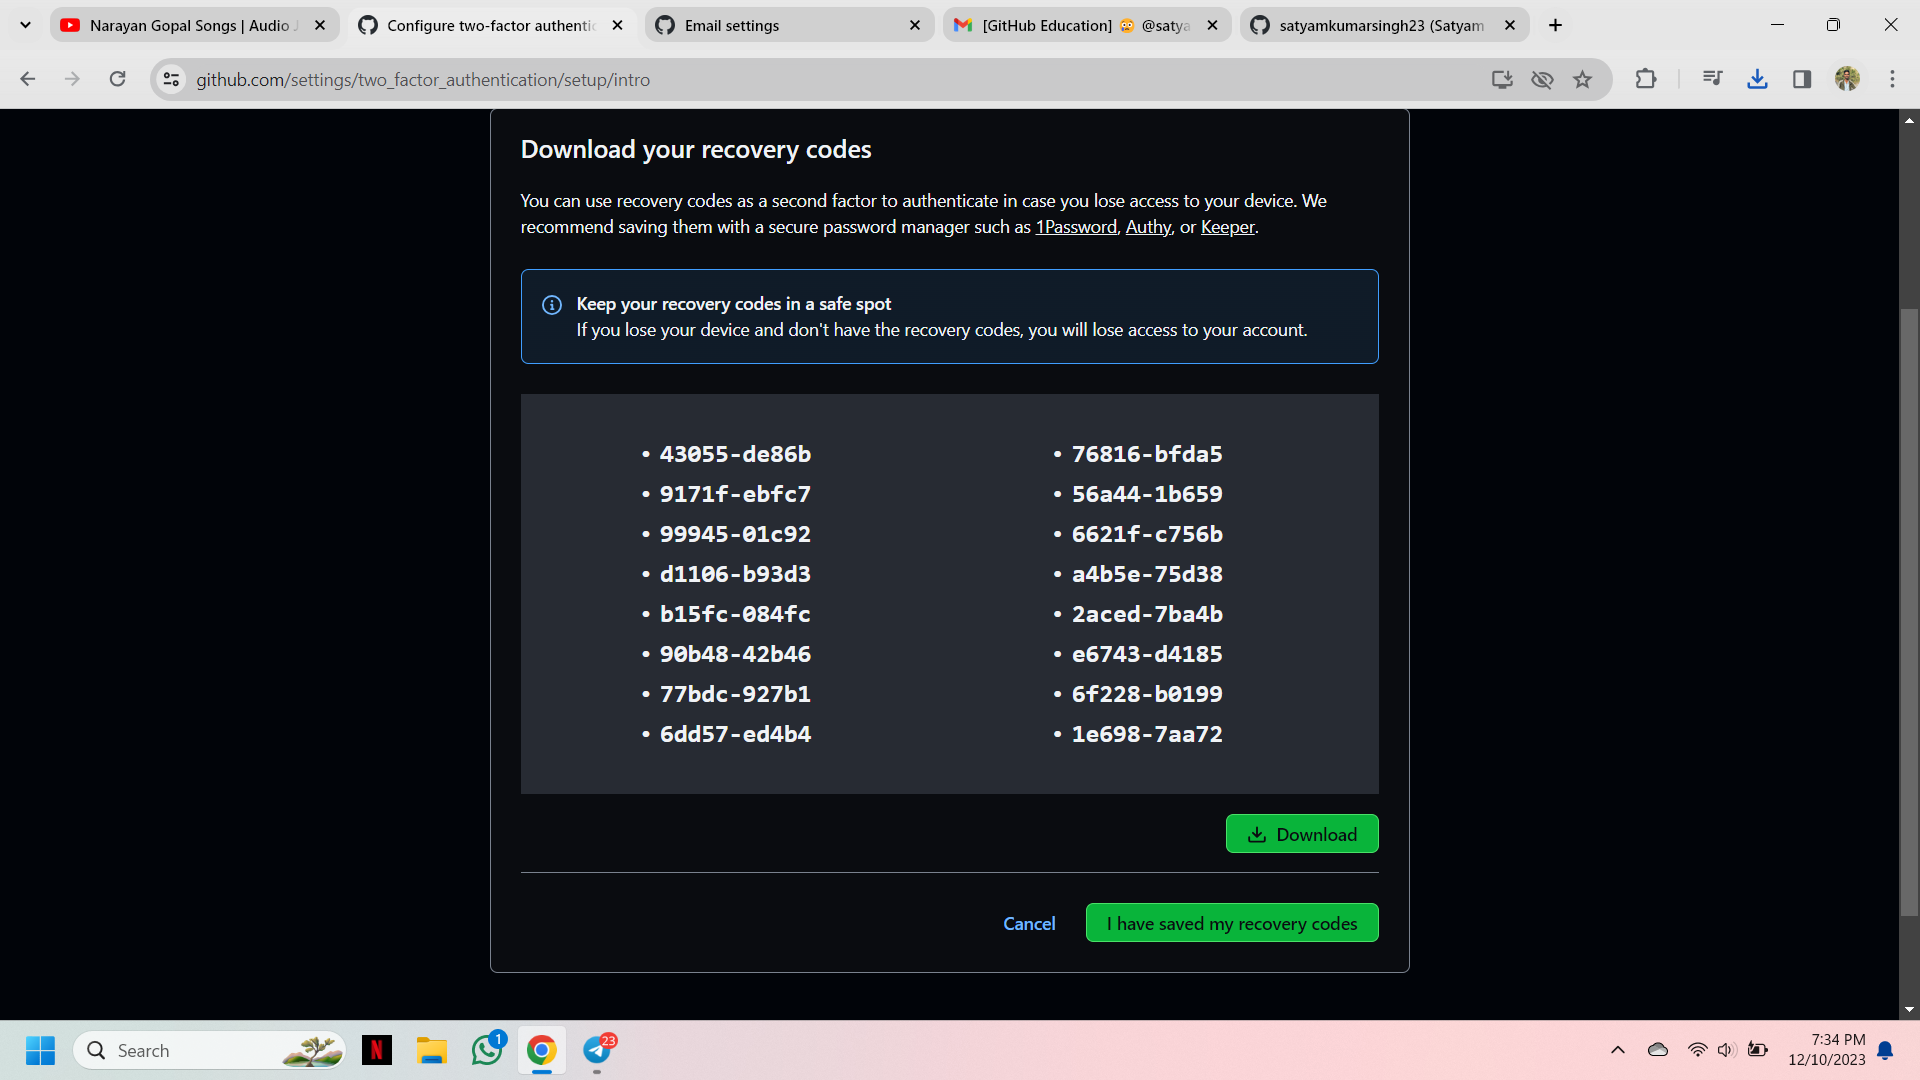 Narayan Gopal Songs | Audio J
Configure two-factor authentic
Email settings
[GitHub Education] 😳 @satya
satyamkumarsingh23 (Satyam
github.com/settings/two_factor_authentication/setup/intro
Download your recovery codes
You can use recovery codes as a second factor to authenticate in case you lose access to your device. We
recommend saving them with a secure password manager such as 1Password, Authy, or Keeper.
Keep your recovery codes in a safe spot
If you lose your device and don't have the recovery codes, you will lose access to your account.
• 43055-de86b
• 9171f-ebfc7
• 99945-01c92
• d1106-b93d3
• b15fc-084fc
• 90b48-42b46
• 77bdc-927b1
• 6dd57-ed4b4
• 76816-bfda5
• 56a44-1b659
• 6621f-c756b
• a4b5e-75d38
• 2aced-7ba4b
• e6743-d4185
• 6f228-b0199
• 1e698-7aa72
Download
Cancel
I have saved my recovery codes
Search
N
1
23
7:34 PM
12/10/2023